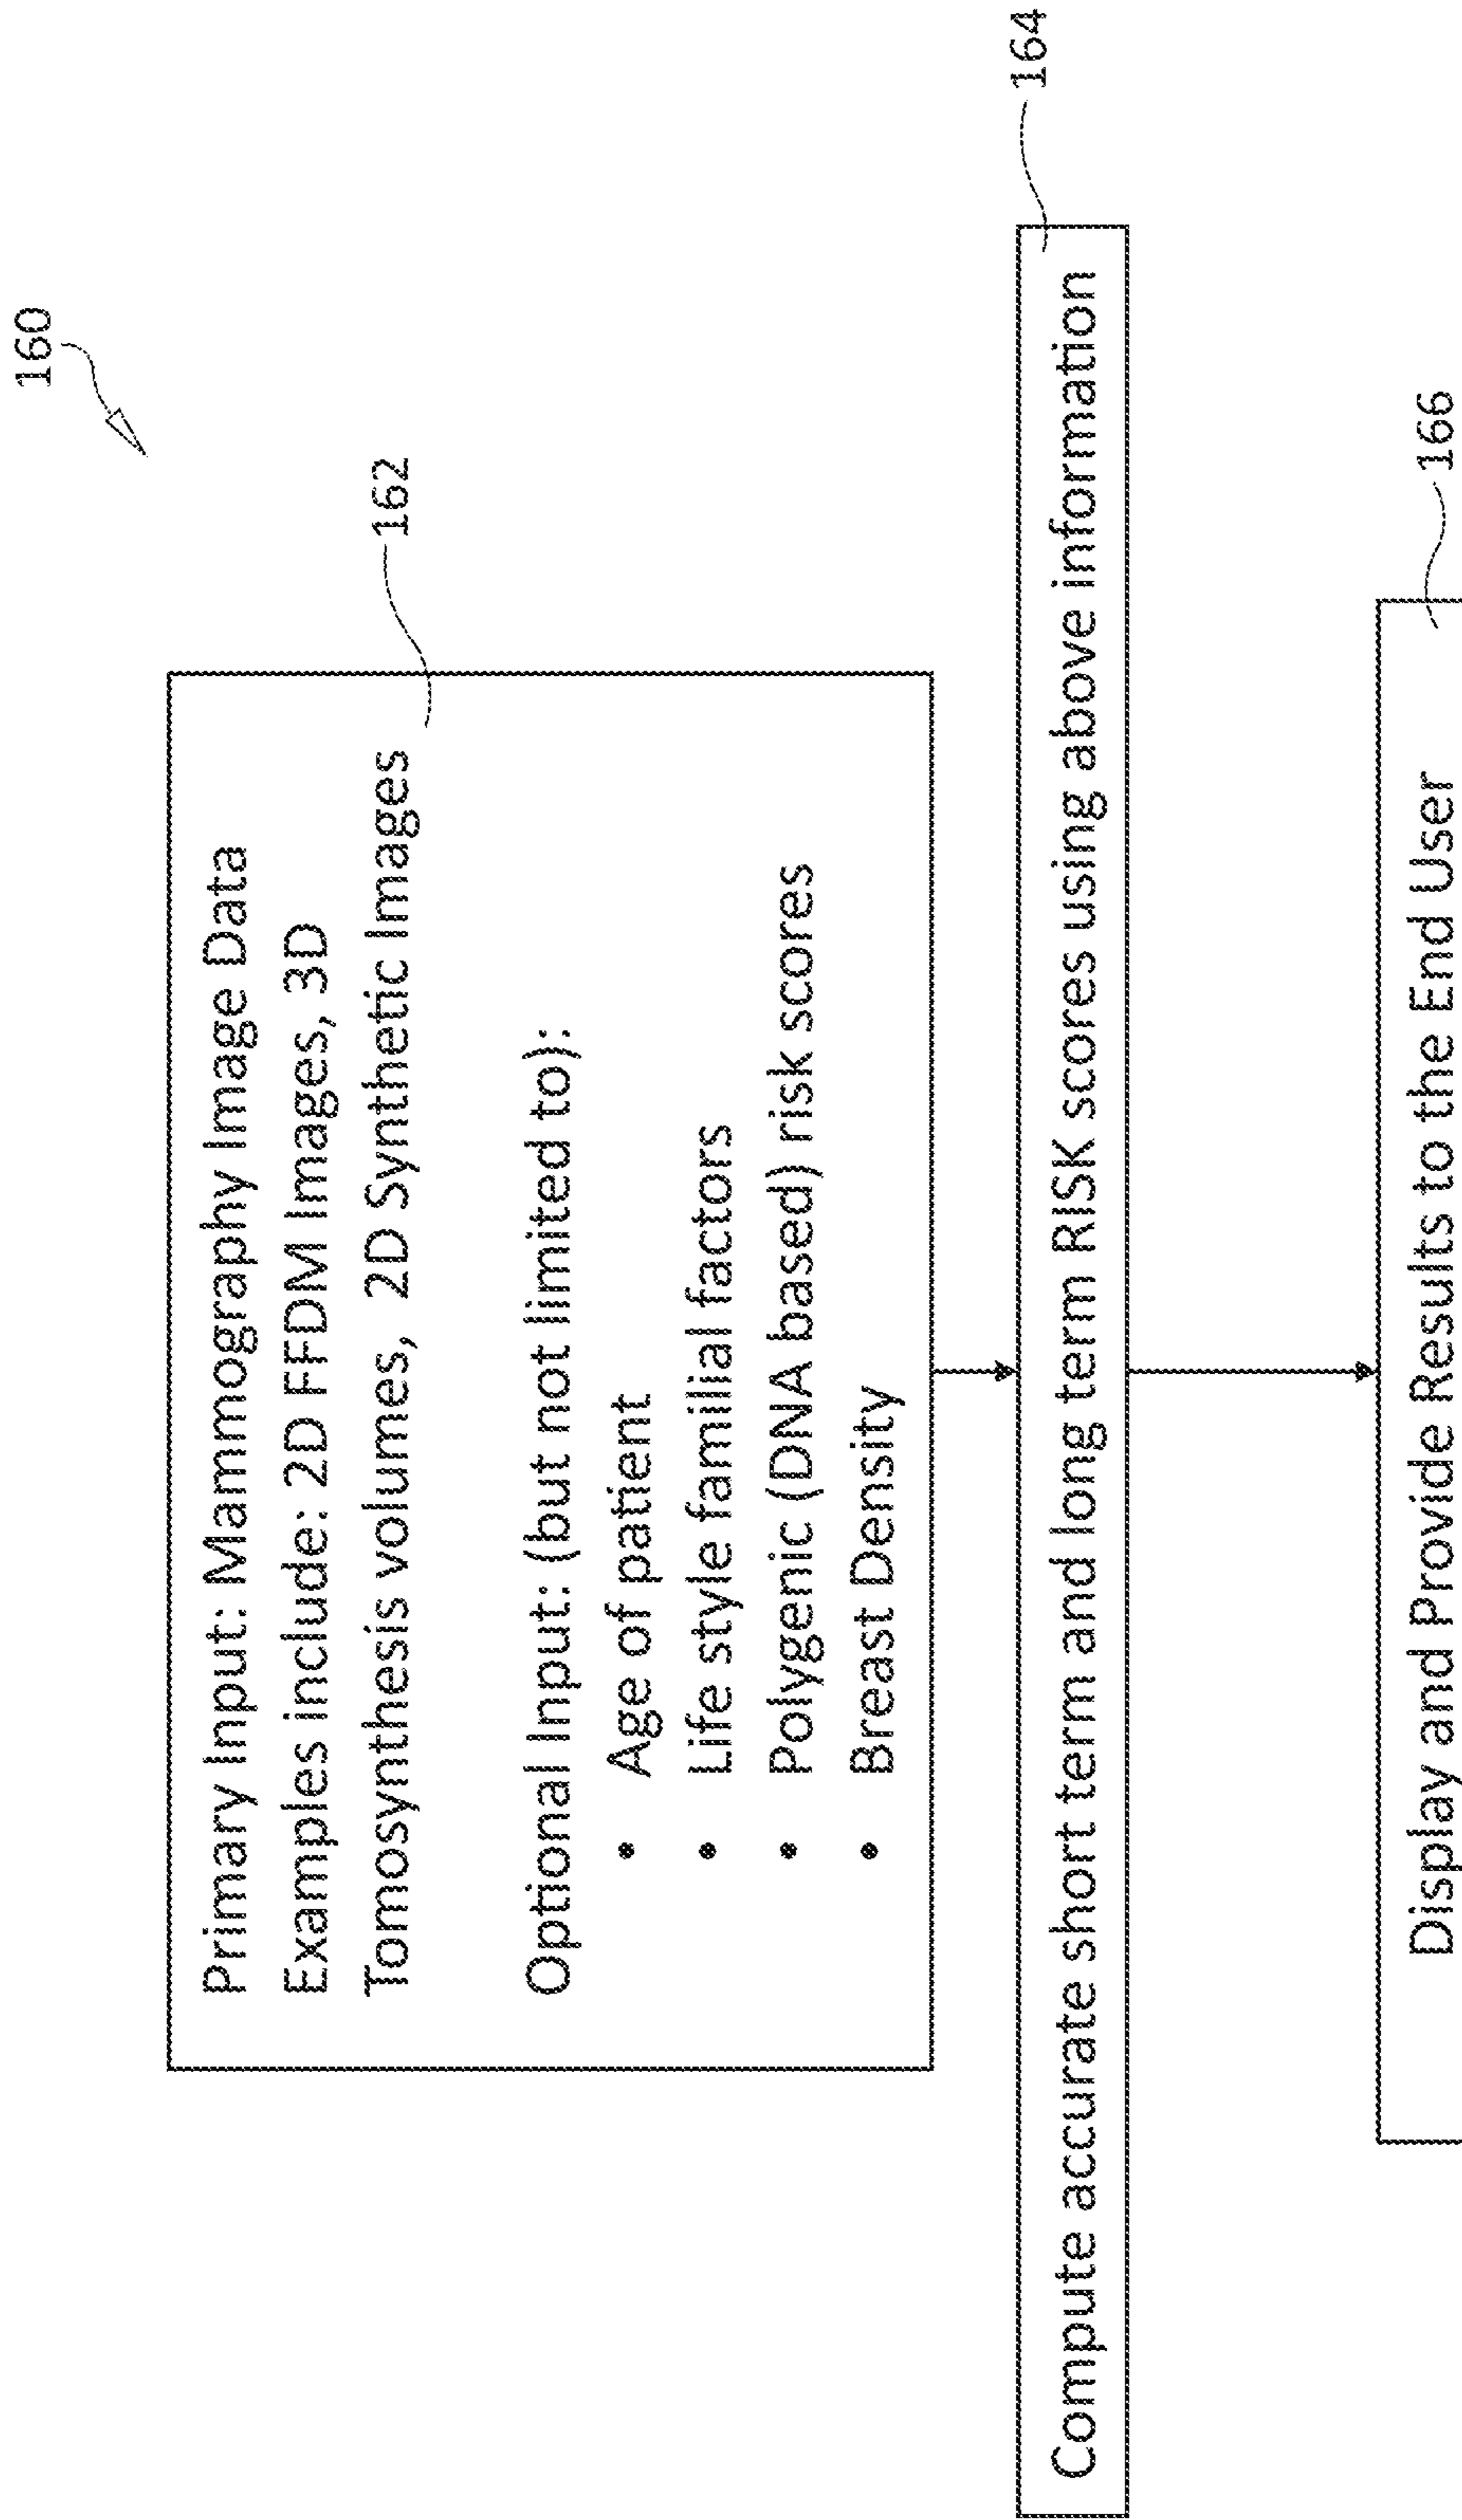 160
Primary Input: Mammography Image Data
Examples include: 2D FFDM Images, 3D
Tomosynthesis volumes, 2D Synthetic Images
162
Optional Input: (but not limited to):
• Age of patient
• Life style familial factors
• Polygenic (DNA based) risk scores
• Breast Density
164
Compute accurate short term and long term RISK scores using above information
166
Display and Provide Results to the End User